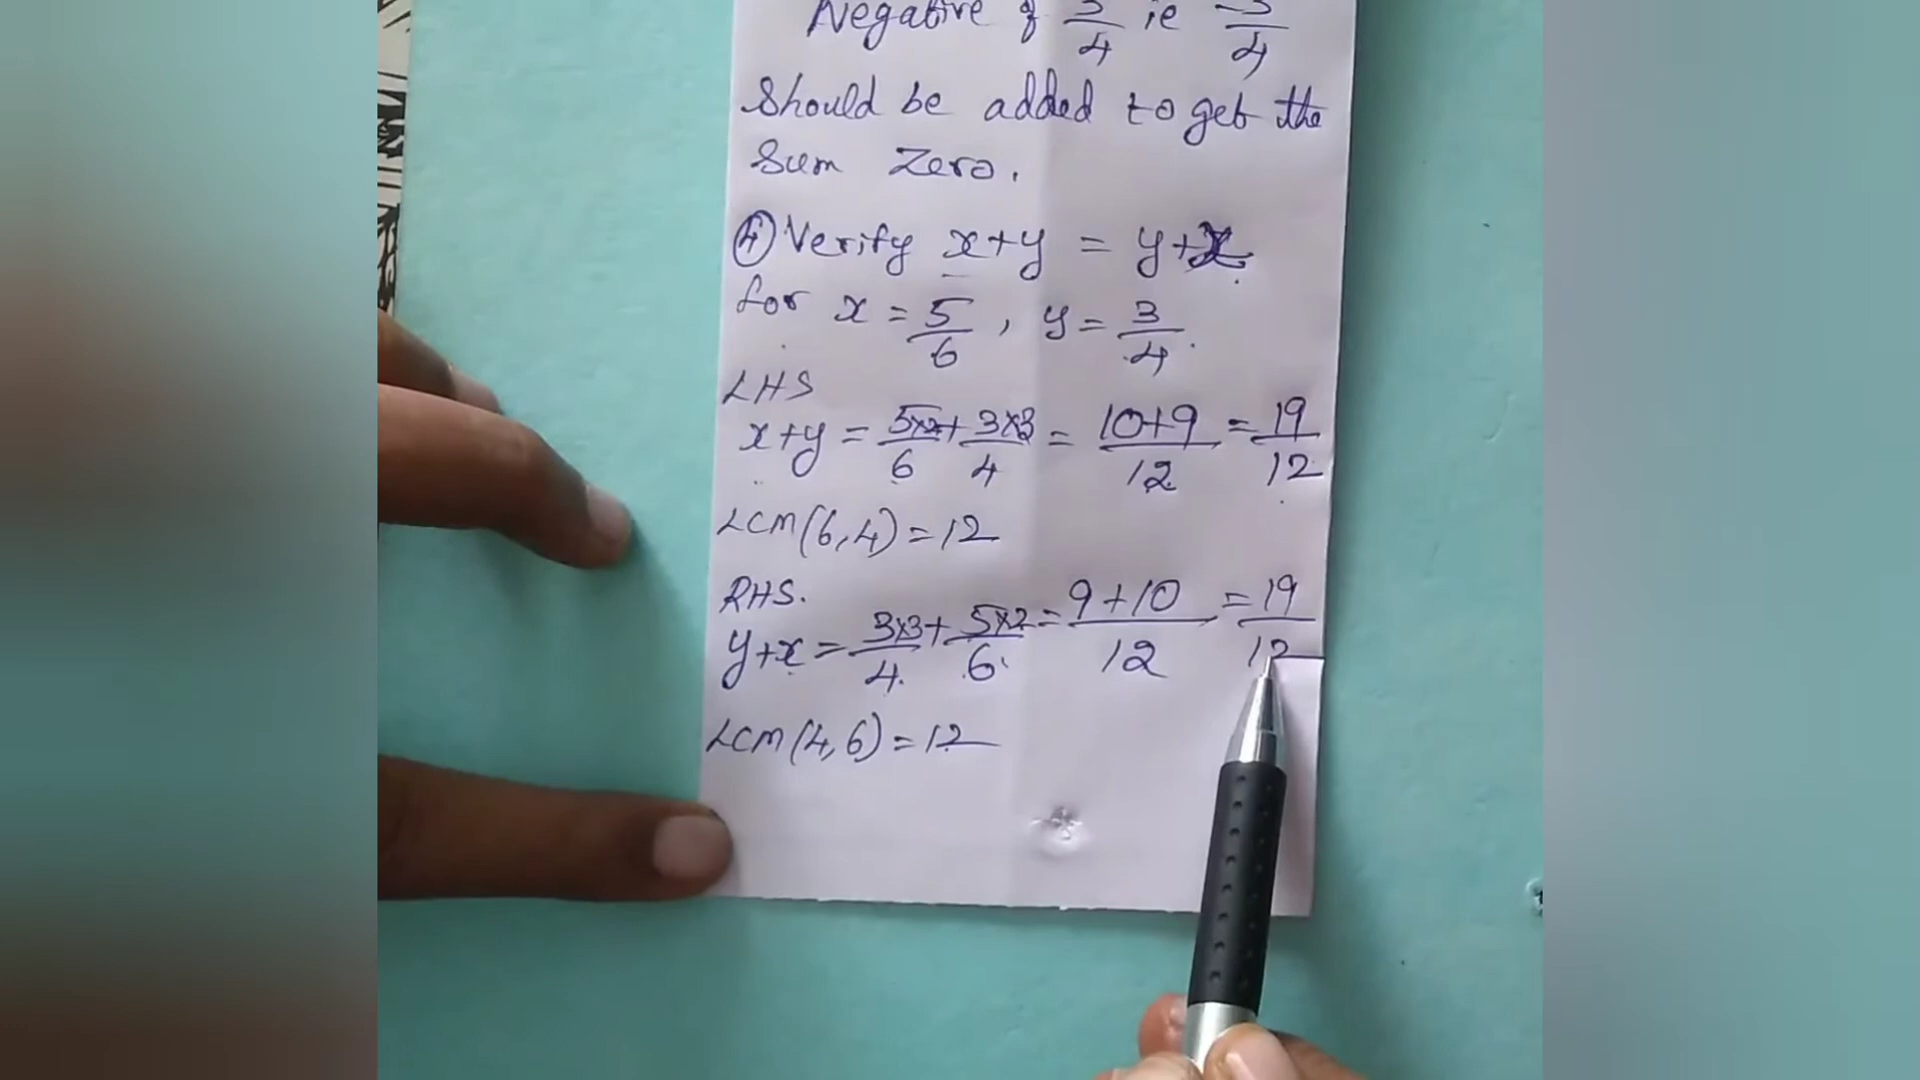 Negative of 3/4 ie -3/4
Should be added to get the
Sum Zero.
④ Verify x+y = y+x
for x = 5/6 , y = 3/4
LHS
x+y = 5×2/6 + 3×3/4 = 10+9/12 = 19/12
LCM(6,4) = 12
RHS.
y+x = 3×3/4 + 5×2/6 = 9+10/12 = 19/12
LCM(4,6) = 12